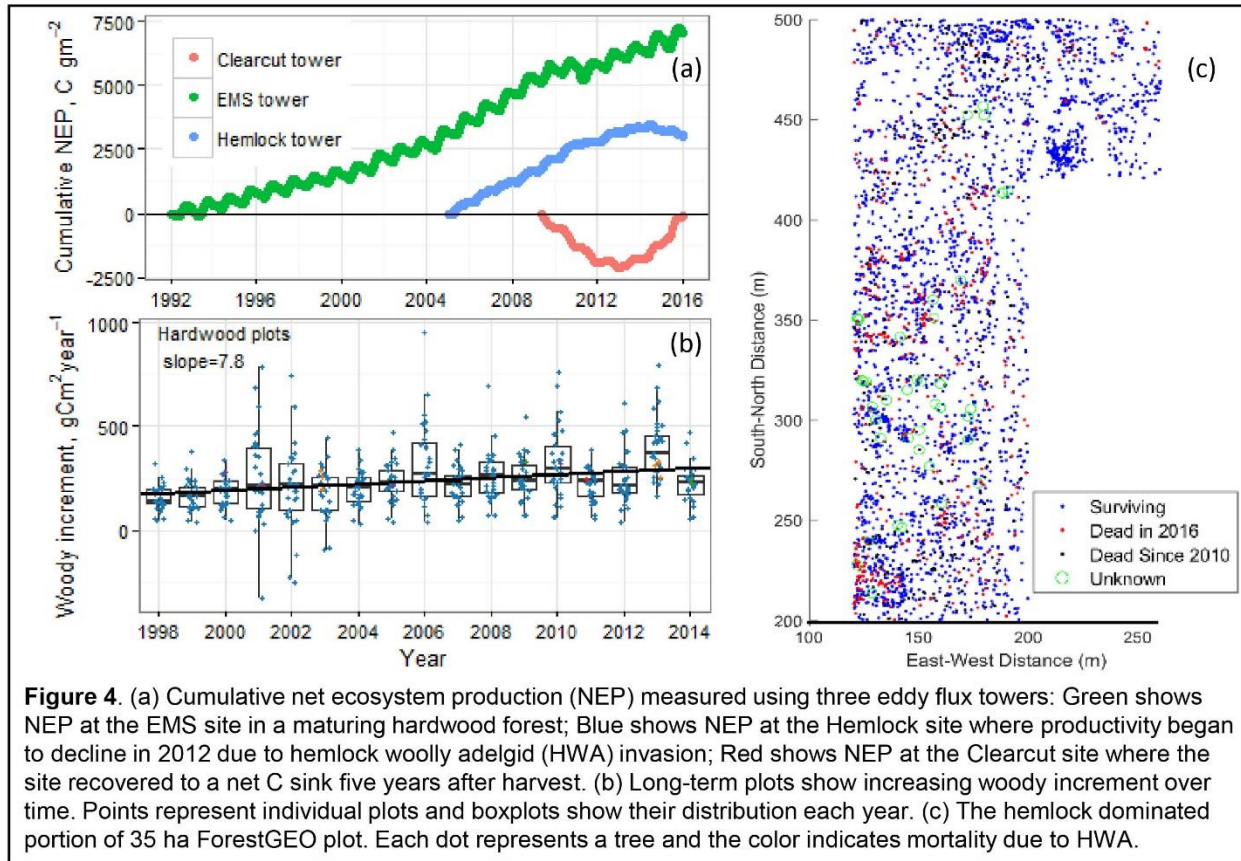 7500
5000
2500
0
-2500
Cumulative NEP, C gm⁻²
Clearcut tower
EMS tower
Hemlock tower
(a)
1992 1996 2000 2004 2008 2012 2016
1000
500
0
Woody increment, gCm²year⁻¹
Hardwood plots
slope=7.8
(b)
1998 2000 2002 2004 2006 2008 2010 2012 2014
Year
500
450
400
350
300
250
200
South-North Distance (m)
(c)
Surviving
Dead in 2016
Dead Since 2010
Unknown
100 150 200 250
East-West Distance (m)
Figure 4. (a) Cumulative net ecosystem production (NEP) measured using three eddy flux towers: Green shows
NEP at the EMS site in a maturing hardwood forest; Blue shows NEP at the Hemlock site where productivity began
to decline in 2012 due to hemlock woolly adelgid (HWA) invasion; Red shows NEP at the Clearcut site where the
site recovered to a net C sink five years after harvest. (b) Long-term plots show increasing woody increment over
time. Points represent individual plots and boxplots show their distribution each year. (c) The hemlock dominated
portion of 35 ha ForestGEO plot. Each dot represents a tree and the color indicates mortality due to HWA.